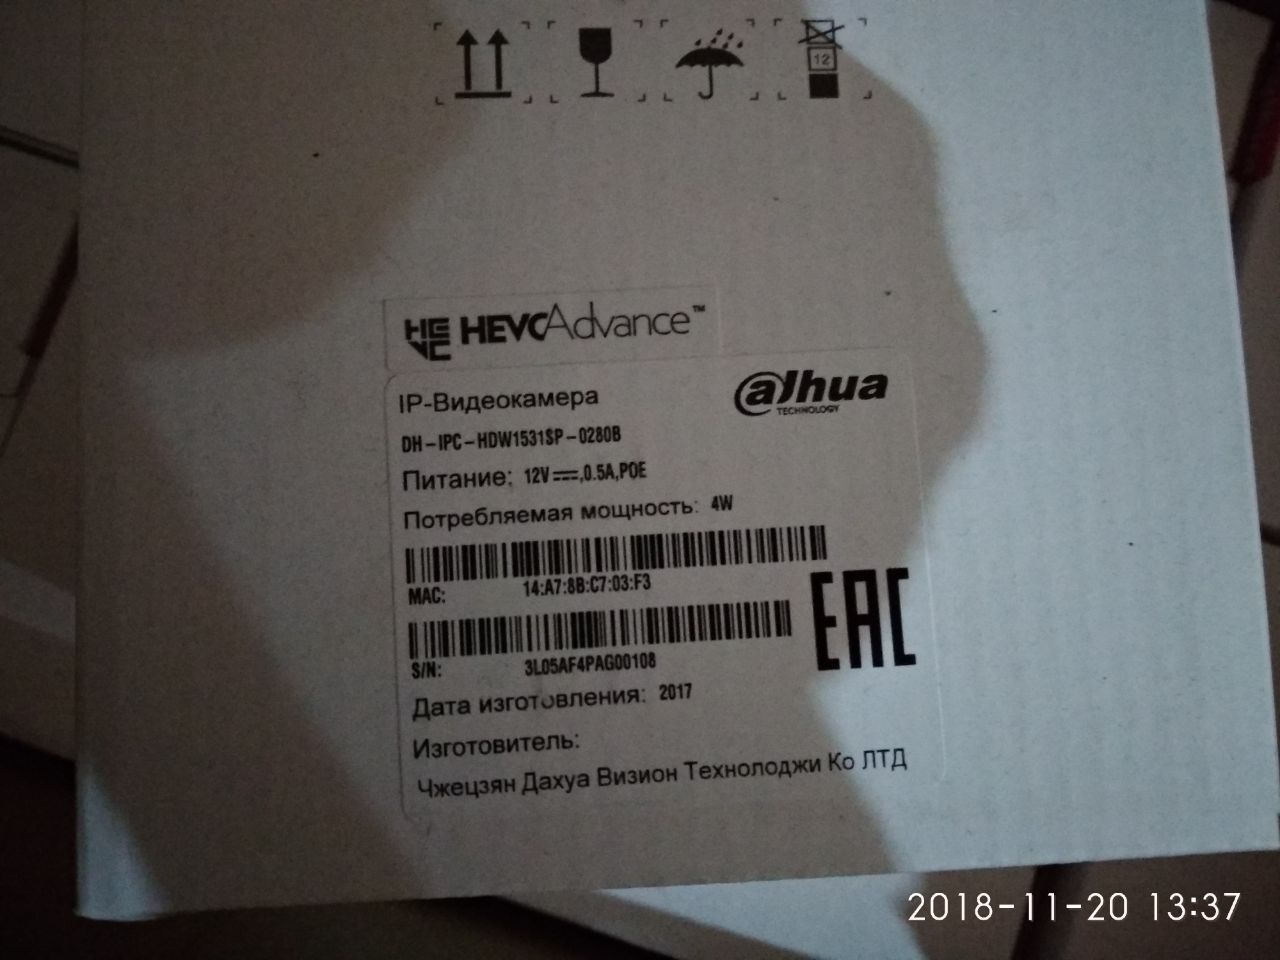 12
HEVC HEVCAdvance™
IP-Видеокамера
alhua
TECHNOLOGY
DH-IPC-HDW1531SP-0280B
Питание: 12V⎓,0.5A,POE
Потребляемая мощность: 4W
MAC: 14:A7:8B:C7:03:F3
S/N: 3L05AF4PAG00108
EAC
Дата изготовления: 2017
Изготовитель:
Чжецзян Дахуа Визион Технолоджи Ко ЛТД
2018-11-20 13:37